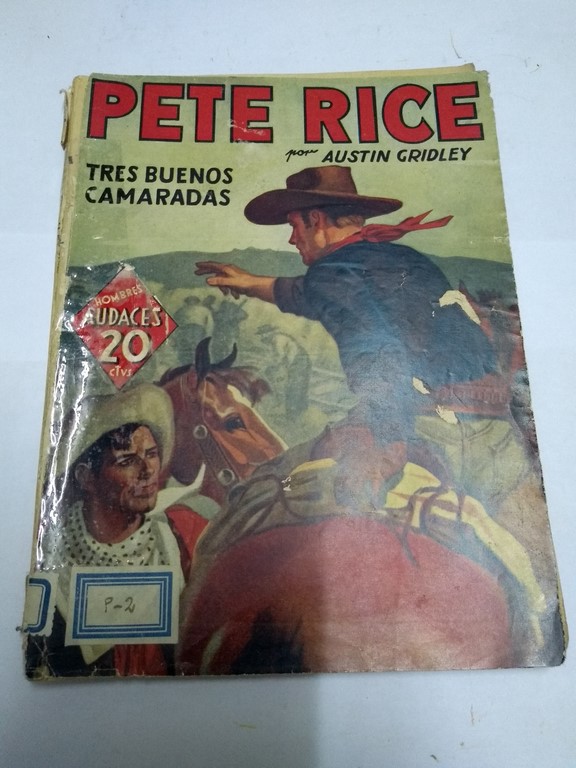 PETE RICE
por AUSTIN GRIDLEY
TRES BUENOS
CAMARADAS
HOMBRES
AUDACES
20
CTVS
P-2